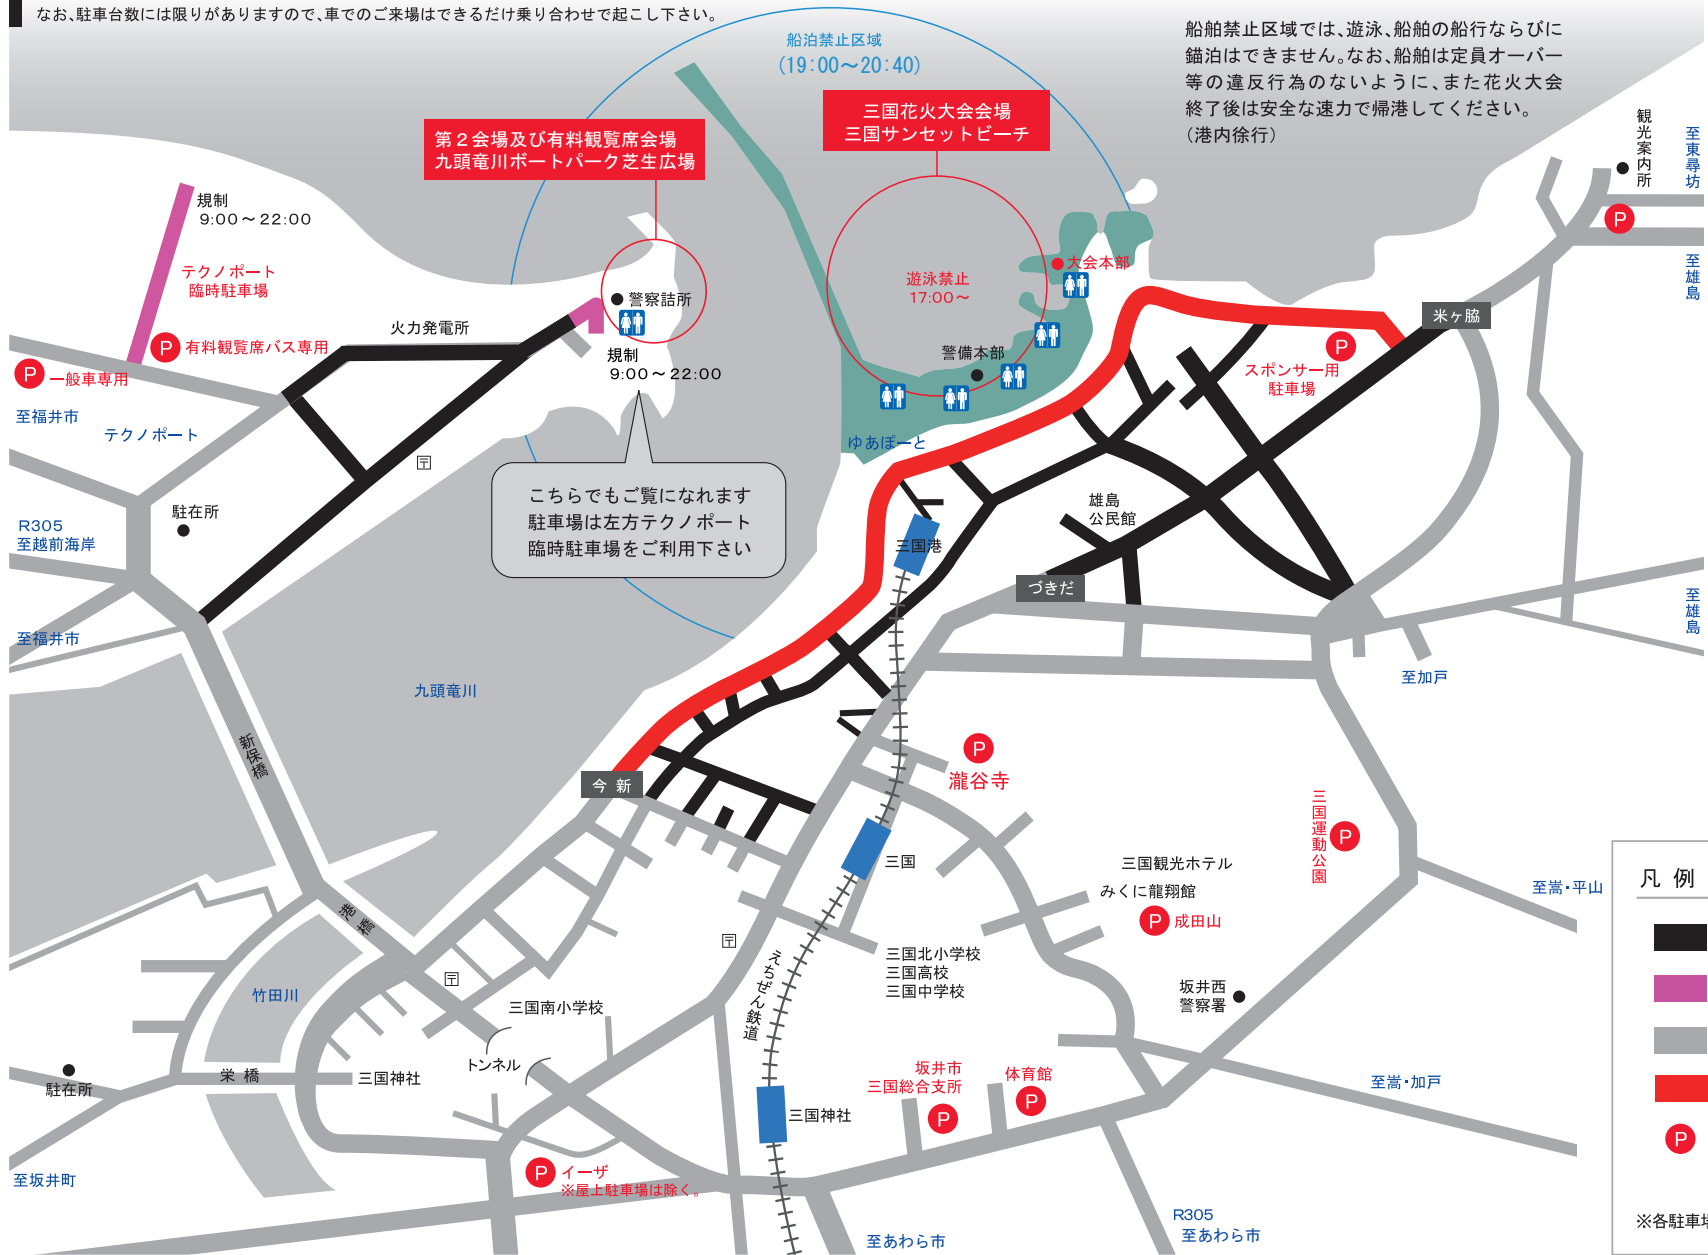 なお、駐車台数には限りがありますので、車でのご来場はできるだけ乗り合わせで起こし下さい。
船泊禁止区域
(19:00～20:40)
船舶禁止区域では、遊泳、船舶の船行ならびに
錨泊はできません。なお、船舶は定員オーバー
等の違反行為のないように、また花火大会
終了後は安全な速力で帰港してください。
(港内徐行)
三国花火大会会場
三国サンセットビーチ
第2会場及び有料観覧席会場
九頭竜川ボートパーク芝生広場
観光案内所
至東尋坊
P
至雄島
規制
9:00～22:00
テクノポート
臨時駐車場
P 有料観覧席バス専用
P 一般車専用
火力発電所
警察詰所
規制
9:00～22:00
遊泳禁止
17:00～
大会本部
警備本部
米ヶ脇
P
スポンサー用
駐車場
至福井市
テクノポート
〒
ゆあぽーと
こちらでもご覧になれます
駐車場は左方テクノポート
臨時駐車場をご利用下さい
駐在所
R305
至越前海岸
雄島
公民館
三国港
づきだ
至雄島
至福井市
九頭竜川
至加戸
新保橋
今新
P
瀧谷寺
三国運動公園
P
三国
三国観光ホテル
みくに龍翔館
P 成田山
至嵩・平山
凡例
港橋
〒
〒
三国北小学校
三国高校
三国中学校
えちぜん鉄道
坂井西
警察署
竹田川
三国南小学校
トンネル
駐在所
栄橋
三国神社
坂井市
三国総合支所
P
体育館
P
至嵩・加戸
P
三国神社
至坂井町
P イーザ
※屋上駐車場は除く。
R305
至あわら市
至あわら市
※各駐車場